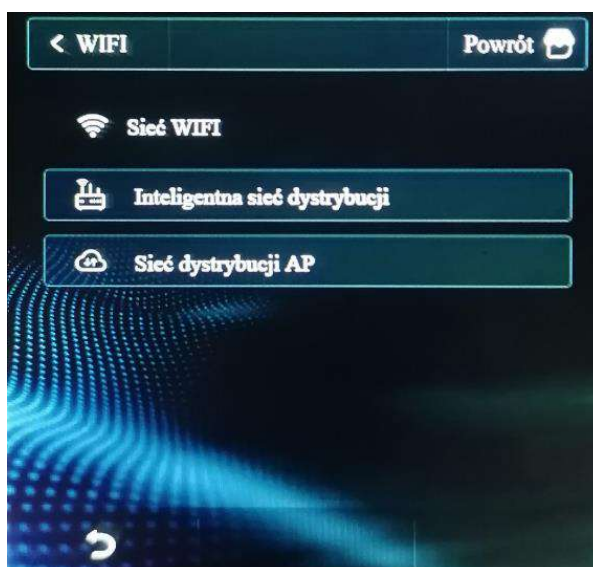 < WIFI
Powrót
Sieć WIFI
Inteligentna sieć dystrybucji
Sieć dystrybucji AP